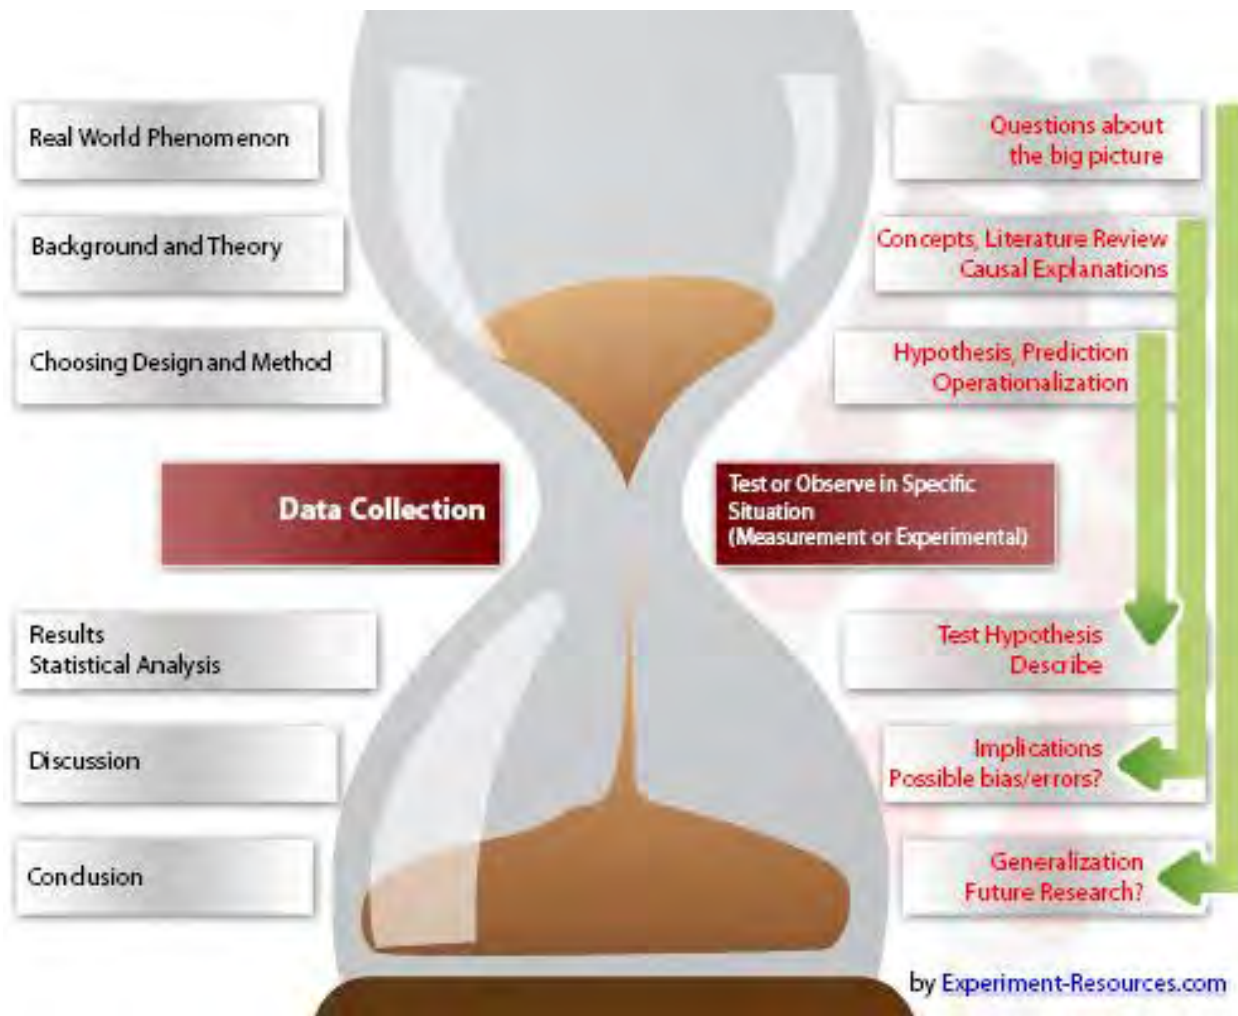 Real World Phenomenon
Questions about
the big picture
Background and Theory
Concepts, Literature Review
Causal Explanations
Choosing Design and Method
Hypothesis, Prediction
Operationalization
Data Collection
Test or Observe in Specific
Situation
(Measurement or Experimental)
Results
Statistical Analysis
Test Hypothesis
Describe
Discussion
Implications
Possible bias/errors?
Conclusion
Generalization
Future Research?
by Experiment-Resources.com